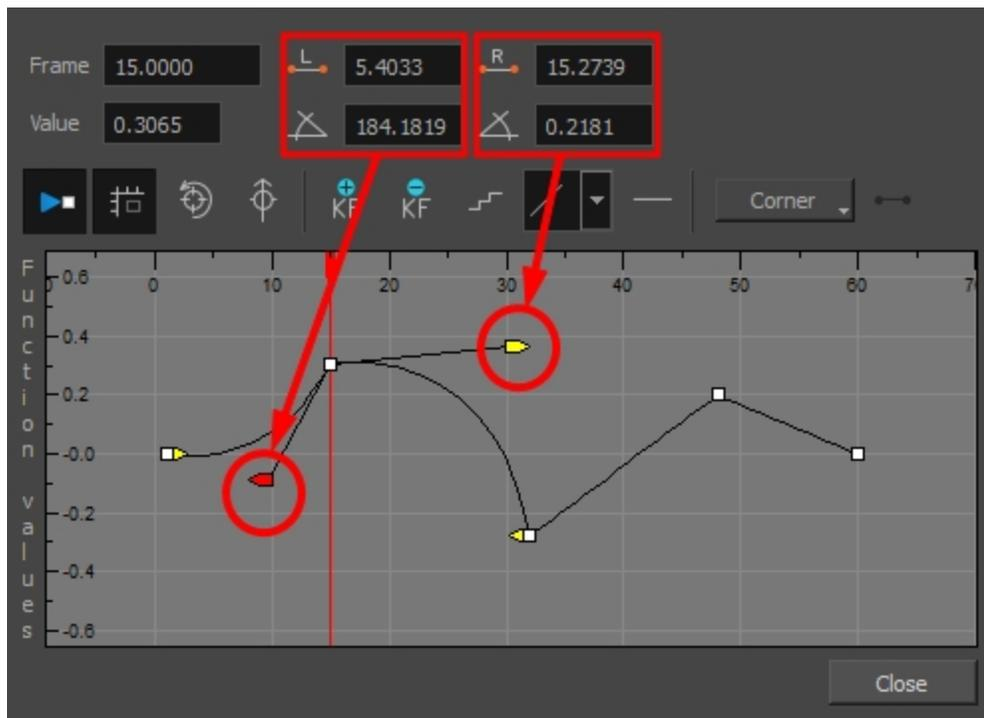 Frame 15.0000 L 5.4033 R 15.2739
Value 0.3065 184.1819 0.2181
KF KF Corner
Function values
0.6
0 10 20 30 40 50 60 7
0.4
0.2
-0.0
-0.2
-0.4
-0.6
Close